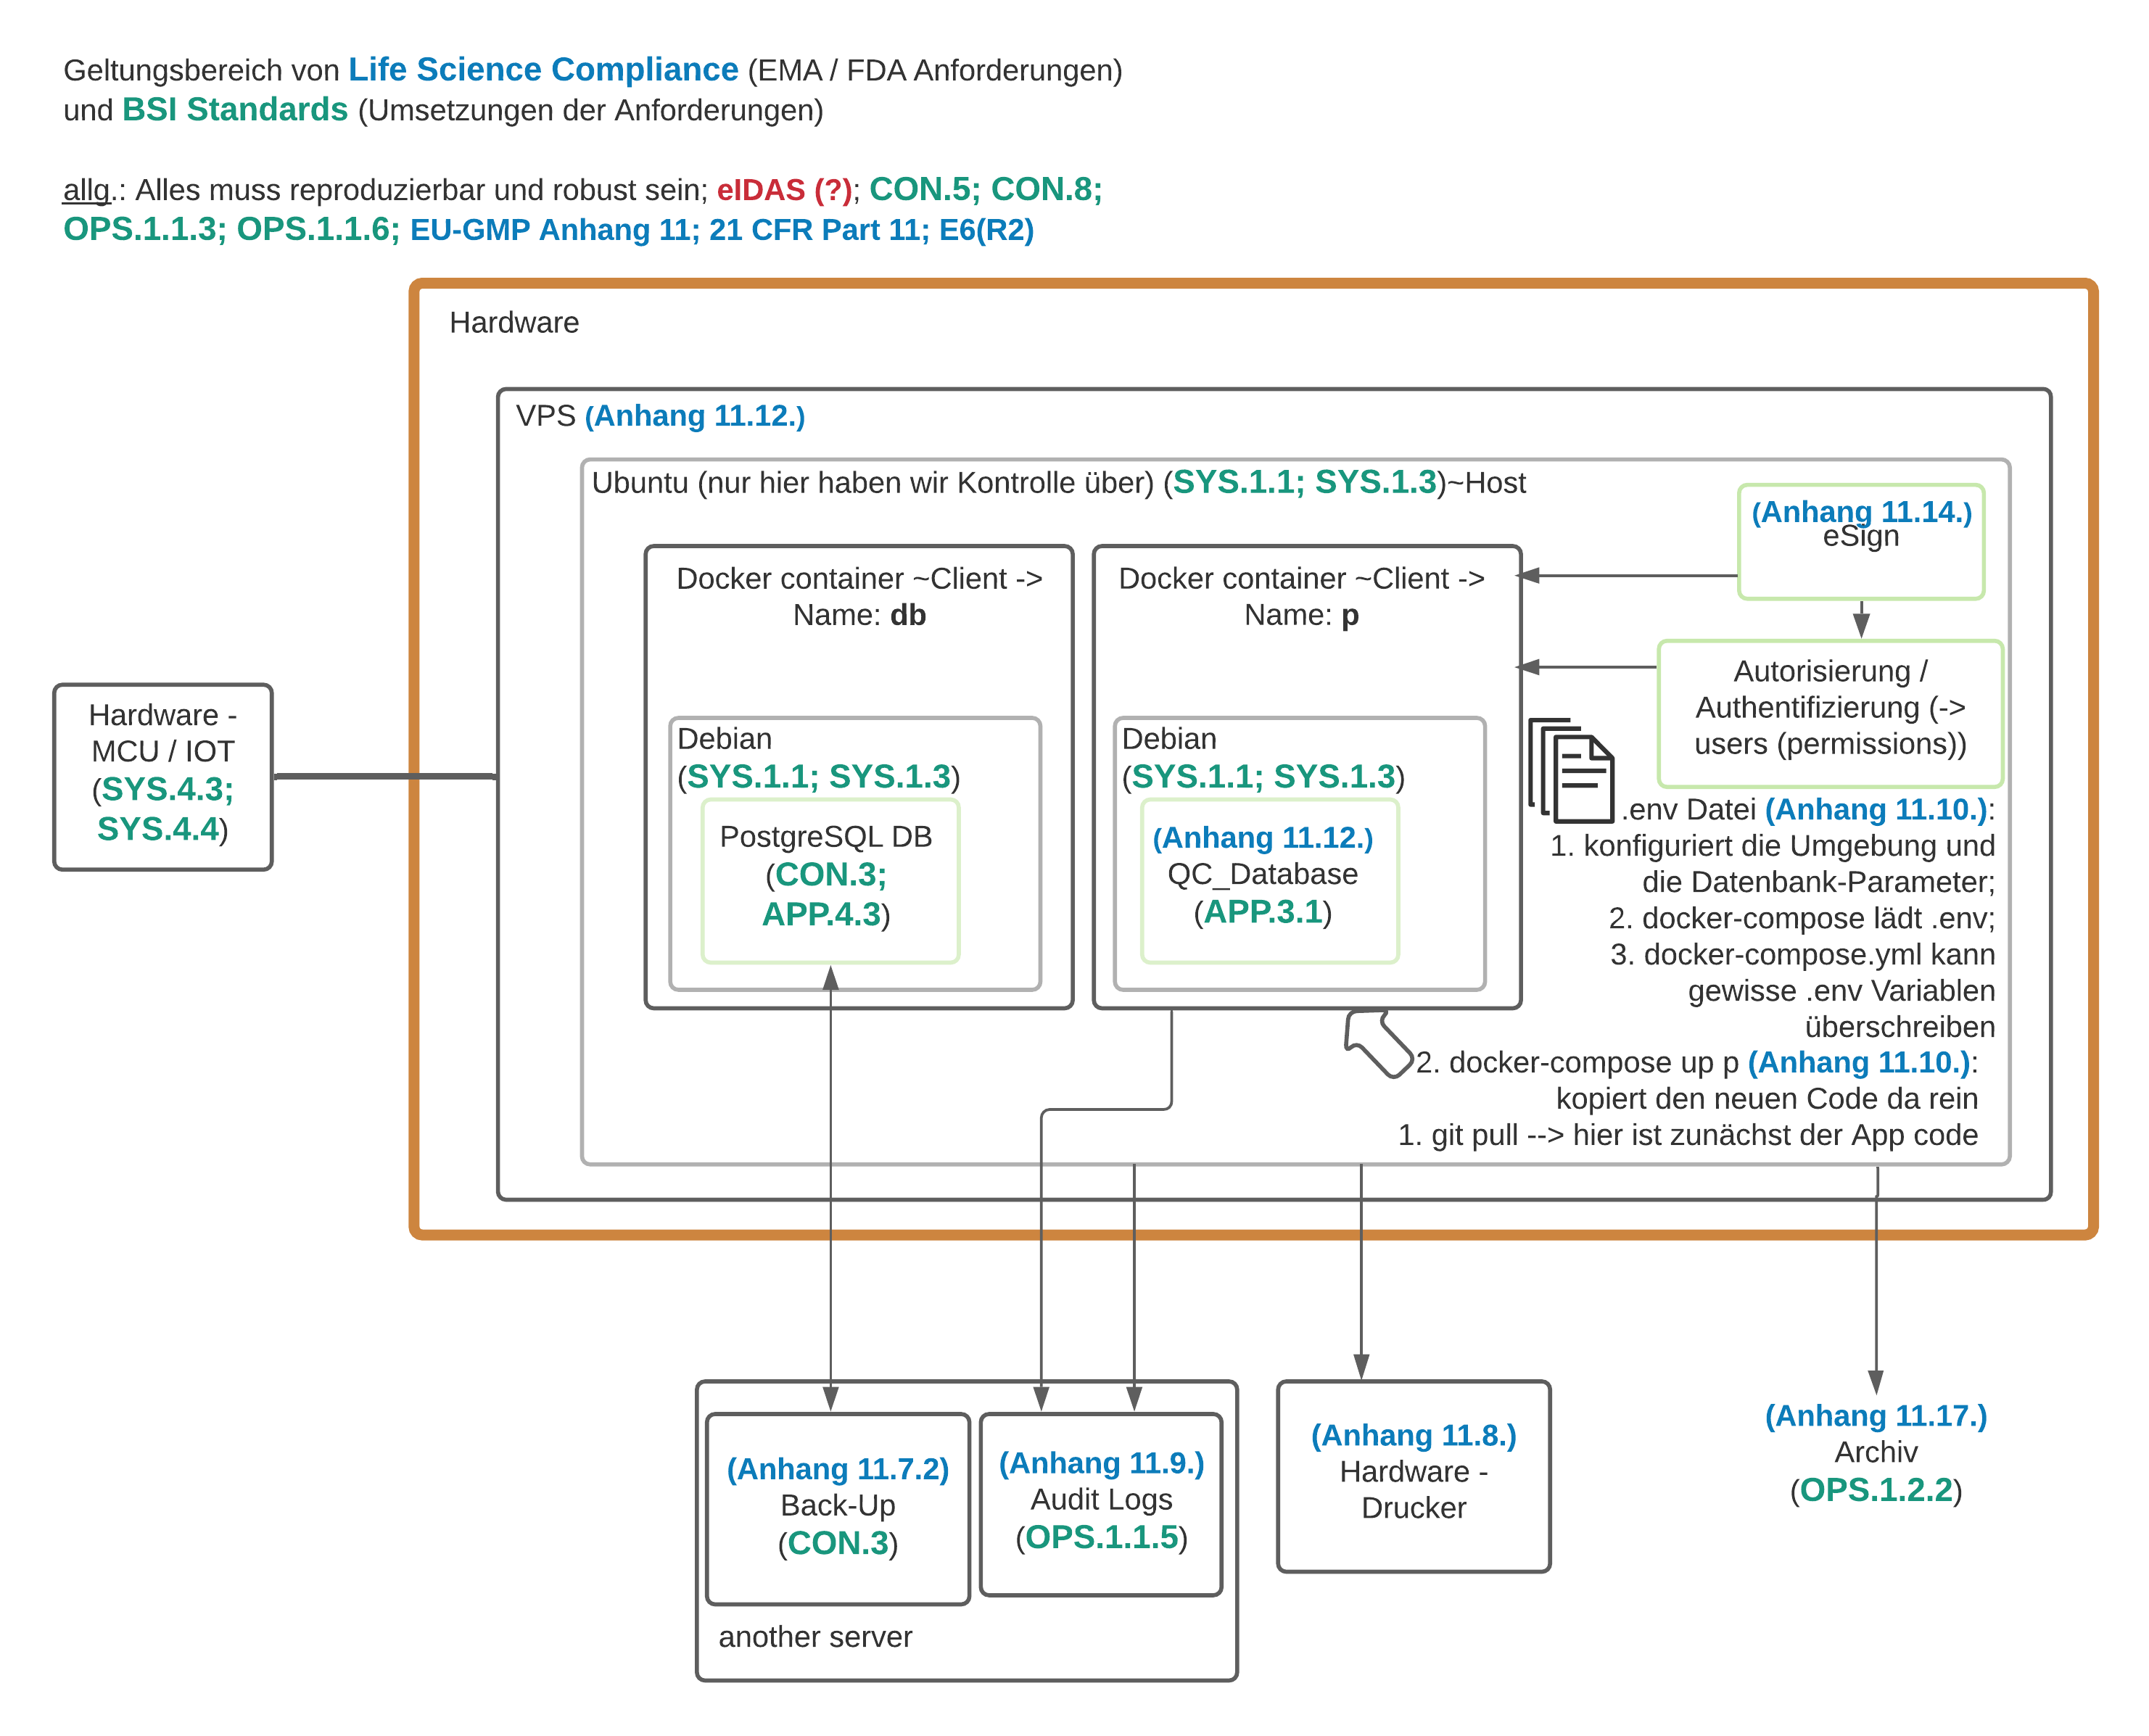 Geltungsbereich von Life Science Compliance (EMA / FDA Anforderungen)
und BSI Standards (Umsetzungen der Anforderungen)
allg.: Alles muss reproduzierbar und robust sein; eIDAS (?); CON.5; CON.8;
OPS.1.1.3; OPS.1.1.6; EU-GMP Anhang 11; 21 CFR Part 11; E6(R2)
Hardware
VPS (Anhang 11.12.)
Ubuntu (nur hier haben wir Kontrolle über) (SYS.1.1; SYS.1.3)~Host
(Anhang 11.14.)
eSign
Docker container ~Client ->
Name: db
Docker container ~Client ->
Name: p
Autorisierung /
Authentifizierung (->
users (permissions))
Hardware -
MCU / IOT
(SYS.4.3;
SYS.4.4)
Debian
(SYS.1.1; SYS.1.3)
PostgreSQL DB
(CON.3;
APP.4.3)
Debian
(SYS.1.1; SYS.1.3)
(Anhang 11.12.)
QC_Database
(APP.3.1)
.env Datei (Anhang 11.10.):
1. konfiguriert die Umgebung und
die Datenbank-Parameter;
2. docker-compose lädt .env;
3. docker-compose.yml kann
gewisse .env Variablen
überschreiben
2. docker-compose up p (Anhang 11.10.):
kopiert den neuen Code da rein
1. git pull --> hier ist zunächst der App code
(Anhang 11.7.2)
Back-Up
(CON.3)
(Anhang 11.9.)
Audit Logs
(OPS.1.1.5)
another server
(Anhang 11.8.)
Hardware -
Drucker
(Anhang 11.17.)
Archiv
(OPS.1.2.2)